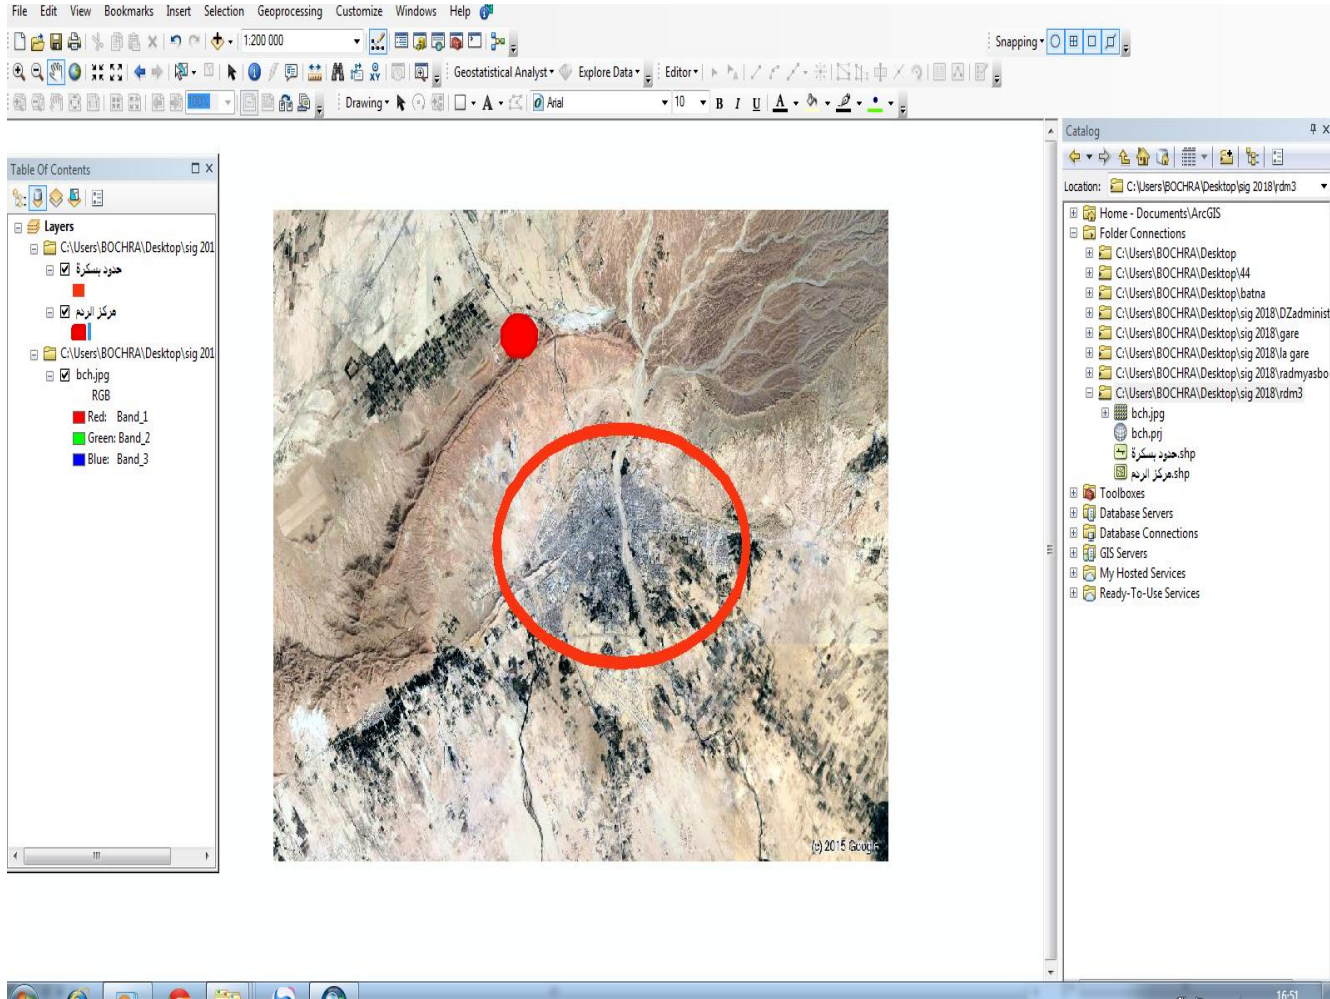 File Edit View Bookmarks Insert Selection Geoprocessing Customize Windows Help
1:200 000
Snapping
Geostatistical Analyst Explore Data Editor
100% Drawing A Arial 10 B I U A
Table Of Contents
Layers
C:\Users\BOCHRA\Desktop\sig 201
حدود بسكرة
مركز الردم
C:\Users\BOCHRA\Desktop\sig 201
bch.jpg
RGB
Red: Band_1
Green: Band_2
Blue: Band_3
(c) 2015 Google
Catalog
Location: C:\Users\BOCHRA\Desktop\sig 2018\rdm3
Home - Documents\ArcGIS
Folder Connections
C:\Users\BOCHRA\Desktop
C:\Users\BOCHRA\Desktop\44
C:\Users\BOCHRA\Desktop\batna
C:\Users\BOCHRA\Desktop\sig 2018\DZadminist
C:\Users\BOCHRA\Desktop\sig 2018\gare
C:\Users\BOCHRA\Desktop\sig 2018\la gare
C:\Users\BOCHRA\Desktop\sig 2018\radmyasbo
C:\Users\BOCHRA\Desktop\sig 2018\rdm3
bch.jpg
bch.prj
حدود بسكرة.shp
مركز الردم.shp
Toolboxes
Database Servers
Database Connections
GIS Servers
My Hosted Services
Ready-To-Use Services
16:51